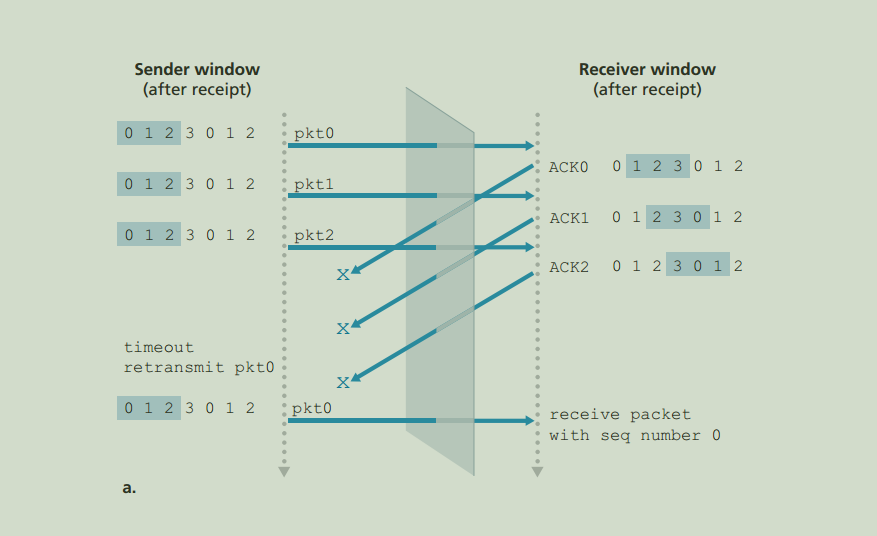 Sender window
(after receipt)
Receiver window
(after receipt)
0 1 2 3 0 1 2
pkt0
ACK0 0 1 2 3 0 1 2
0 1 2 3 0 1 2
pkt1
ACK1 0 1 2 3 0 1 2
0 1 2 3 0 1 2
pkt2
ACK2 0 1 2 3 0 1 2
X
X
timeout
retransmit pkt0
X
0 1 2 3 0 1 2
pkt0
receive packet
with seq number 0
a.